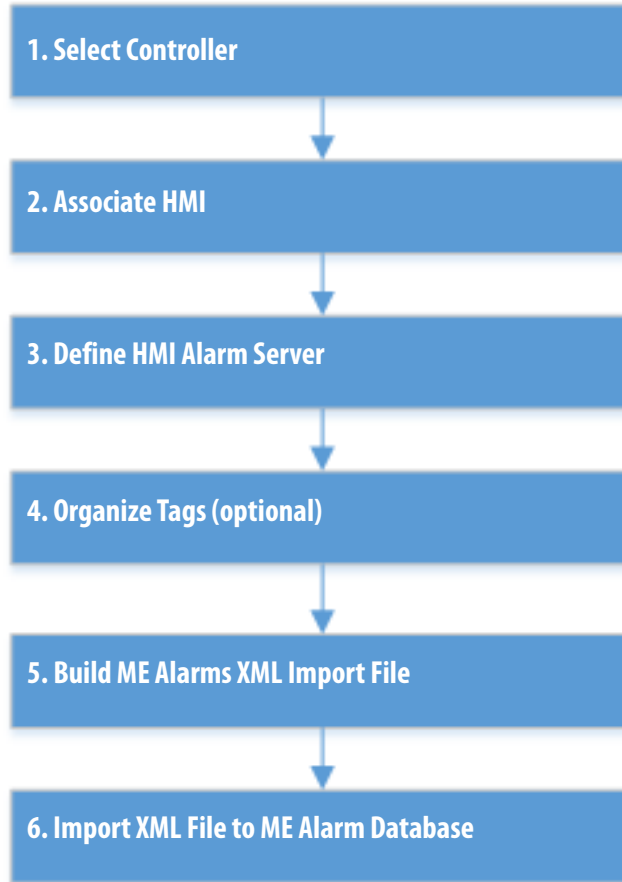 1. Select Controller
2. Associate HMI
3. Define HMI Alarm Server
4. Organize Tags (optional)
5. Build ME Alarms XML Import File
6. Import XML File to ME Alarm Database